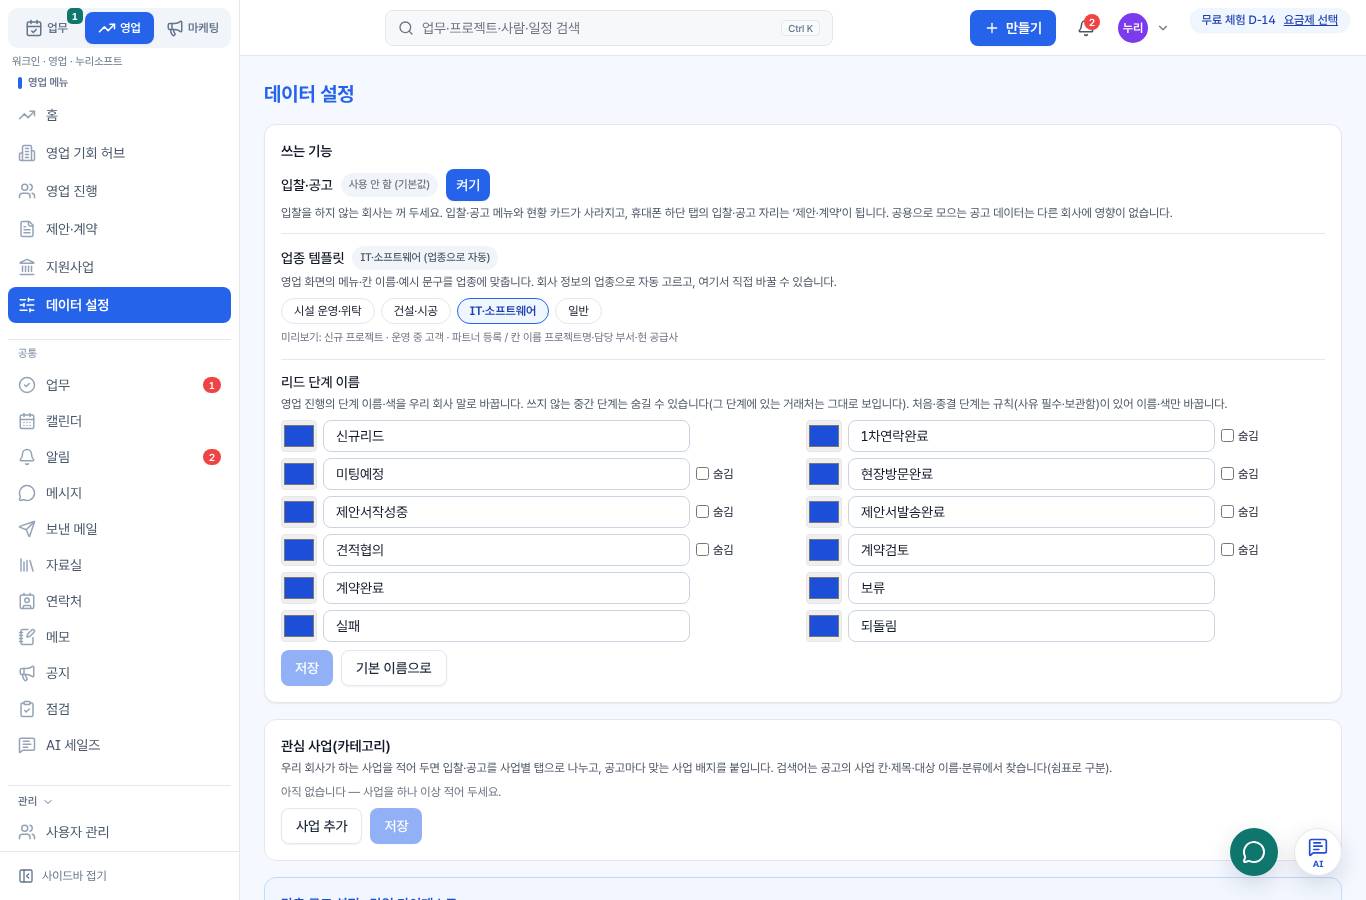 업무
1
영업
마케팅
업무·프로젝트·사람·일정 검색
Ctrl K
만들기
2
누리
무료 체험 D-14
요금제 선택
워크인 · 영업 · 누리소프트
영업 메뉴
홈
영업 기회 허브
영업 진행
제안·계약
지원사업
데이터 설정
공통
업무
1
캘린더
알림
2
메시지
보낸 메일
자료실
연락처
메모
공지
점검
AI 세일즈
관리
사용자 관리
사이드바 접기
데이터 설정
쓰는 기능
입찰·공고
사용 안 함 (기본값)
켜기
입찰을 하지 않는 회사는 꺼 두세요. 입찰·공고 메뉴와 현황 카드가 사라지고, 휴대폰 하단 탭의 입찰·공고 자리는 ‘제안·계약’이 됩니다. 공용으로 모으는 공고 데이터는 다른 회사에 영향이 없습니다.
업종 템플릿
IT·소프트웨어 (업종으로 자동)
영업 화면의 메뉴·칸 이름·예시 문구를 업종에 맞춥니다. 회사 정보의 업종으로 자동 고르고, 여기서 직접 바꿀 수 있습니다.
시설 운영·위탁
건설·시공
IT·소프트웨어
일반
미리보기: 신규 프로젝트 · 운영 중 고객 · 파트너 등록 / 칸 이름 프로젝트명·담당 부서·현 공급사
리드 단계 이름
영업 진행의 단계 이름·색을 우리 회사 말로 바꿉니다. 쓰지 않는 중간 단계는 숨길 수 있습니다(그 단계에 있는 거래처는 그대로 보입니다). 처음·종결 단계는 규칙(사유 필수·보관함)이 있어 이름·색만 바꿉니다.
신규리드
1차연락완료
숨김
미팅예정
숨김
현장방문완료
숨김
제안서작성중
숨김
제안서발송완료
숨김
견적협의
숨김
계약검토
숨김
계약완료
보류
실패
되돌림
저장
기본 이름으로
관심 사업(카테고리)
우리 회사가 하는 사업을 적어 두면 입찰·공고를 사업별 탭으로 나누고, 공고마다 맞는 사업 배지를 붙입니다. 검색어는 공고의 사업 칸·제목·대상 이름·분류에서 찾습니다(쉼표로 구분).
아직 없습니다 — 사업을 하나 이상 적어 두세요.
사업 추가
저장
AI